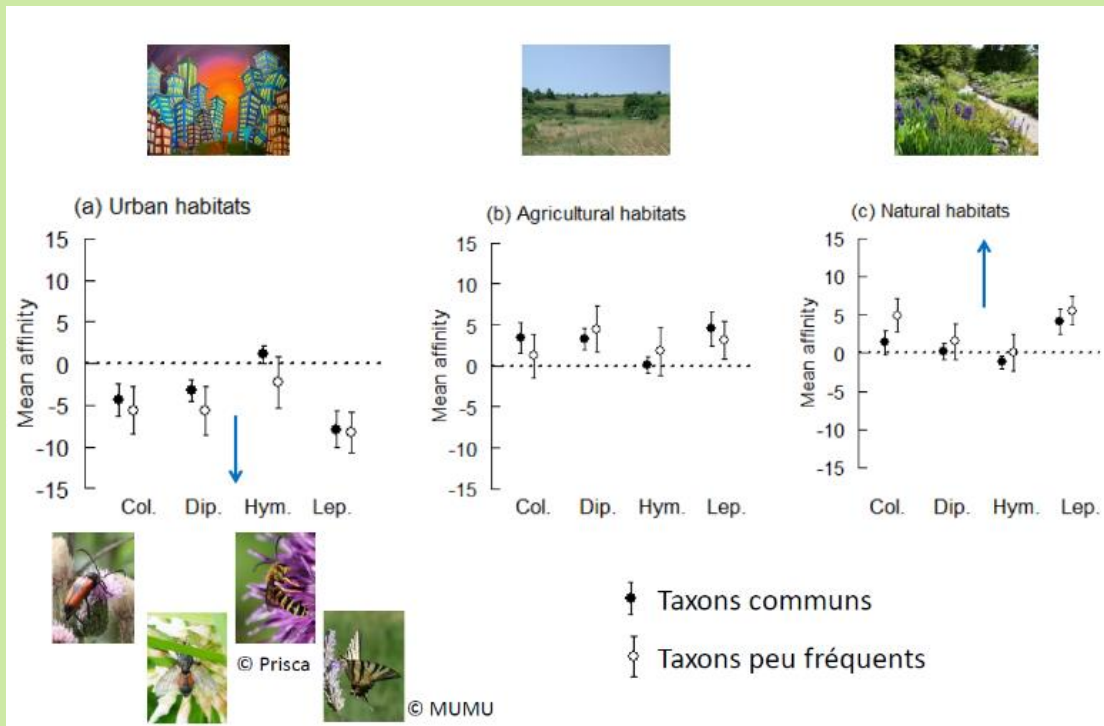 (a) Urban habitats
Mean affinity
15
10
5
0
-5
-10
-15
Col. Dip. Hym. Lep.
(b) Agricultural habitats
Mean affinity
15
10
5
0
-5
-10
-15
Col. Dip. Hym. Lep.
(c) Natural habitats
Mean affinity
15
10
5
0
-5
-10
-15
Col. Dip. Hym. Lep.
© Prisca
© MUMU
Taxons communs
Taxons peu fréquents